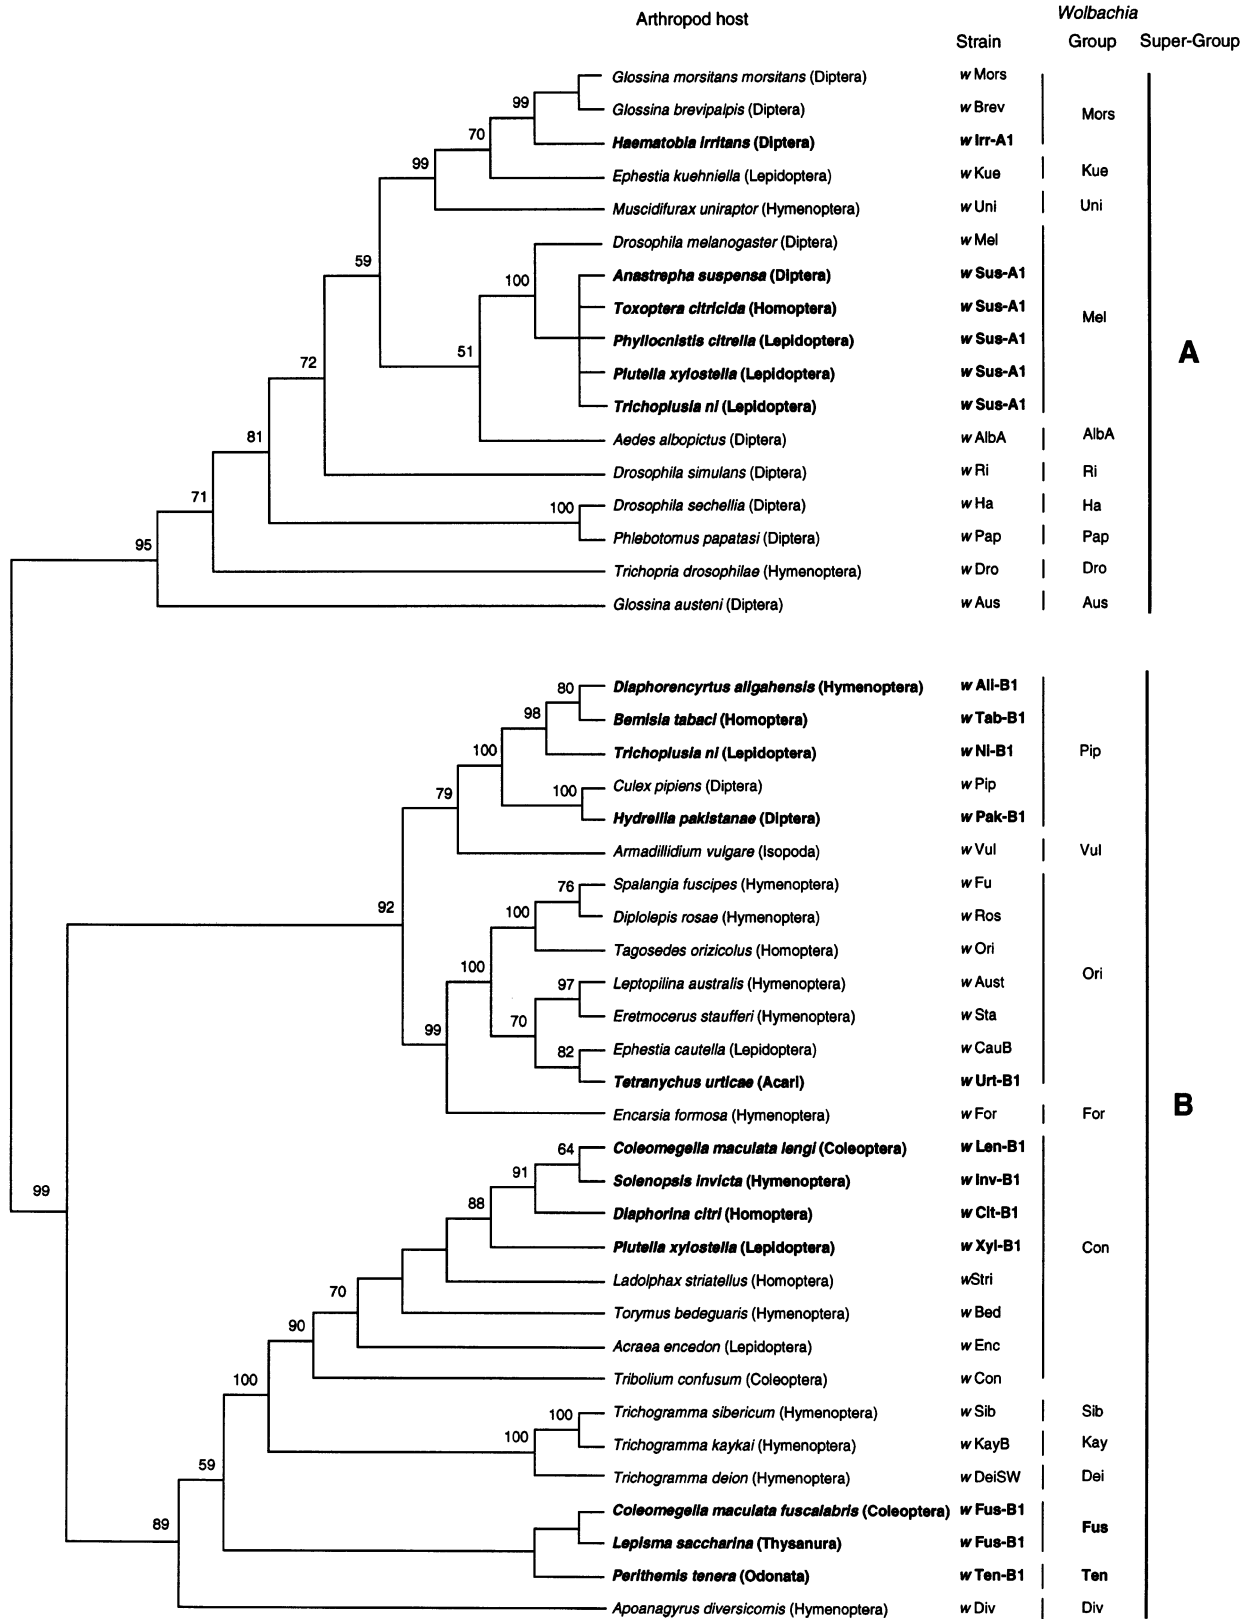 Arthropod host
Wolbachia
Strain Group Super-Group
Glossina morsitans morsitans (Diptera) w Mors
99
Glossina brevipalpis (Diptera) w Brev
Mors
70
Haematobia irritans (Diptera) w Irr-A1
99
Ephestia kuehniella (Lepidoptera) w Kue Kue
Muscidifurax uniraptor (Hymenoptera) w Uni Uni
Drosophila melanogaster (Diptera) w Mel
59
Anastrepha suspensa (Diptera) w Sus-A1
100
Toxoptera citricida (Homoptera) w Sus-A1
Mel
Phyllocnistis citrella (Lepidoptera) w Sus-A1
51
A
72
Plutella xylostella (Lepidoptera) w Sus-A1
Trichoplusia ni (Lepidoptera) w Sus-A1
81
Aedes albopictus (Diptera) w AlbA AlbA
Drosophila simulans (Diptera) w Ri Ri
71
Drosophila sechellia (Diptera) w Ha Ha
100
Phlebotomus papatasi (Diptera) w Pap Pap
95
Trichopria drosophilae (Hymenoptera) w Dro Dro
Glossina austeni (Diptera) w Aus Aus
80
Diaphorencyrtus aligahensis (Hymenoptera) w Ali-B1
98
Bemisia tabaci (Homoptera) w Tab-B1
100
Trichoplusia ni (Lepidoptera) w Ni-B1
Pip
Culex pipiens (Diptera) w Pip
79
100
Hydrellia pakistanae (Diptera) w Pak-B1
Armadillidium vulgare (Isopoda) w Vul Vul
76
Spalangia fuscipes (Hymenoptera) w Fu
92
100
Diplolepis rosae (Hymenoptera) w Ros
Tagosedes orizicolus (Homoptera) w Ori
100
Ori
97
Leptopilina australis (Hymenoptera) w Aust
70
Eretmocerus staufferi (Hymenoptera) w Sta
99
82
Ephestia cautella (Lepidoptera) w CauB
Tetranychus urticae (Acari) w Urt-B1
B
Encarsia formosa (Hymenoptera) w For For
64
Coleomegella maculata lengi (Coleoptera) w Len-B1
91
99
Solenopsis invicta (Hymenoptera) w Inv-B1
88
Diaphorina citri (Homoptera) w Cit-B1
Plutella xylostella (Lepidoptera) w Xyl-B1
Con
Ladolphax striatellus (Homoptera) wStri
70
Torymus bedeguaris (Hymenoptera) w Bed
90
Acraea encedon (Lepidoptera) w Enc
100
Tribolium confusum (Coleoptera) w Con
100
Trichogramma sibericum (Hymenoptera) w Sib Sib
100
Trichogramma kaykai (Hymenoptera) w KayB Kay
59
Trichogramma deion (Hymenoptera) w DeiSW Dei
Coleomegella maculata fuscalabris (Coleoptera) w Fus-B1
89
Fus
Lepisma saccharina (Thysanura) w Fus-B1
Perithemis tenera (Odonata) w Ten-B1 Ten
Apoanagyrus diversicornis (Hymenoptera) w Div Div